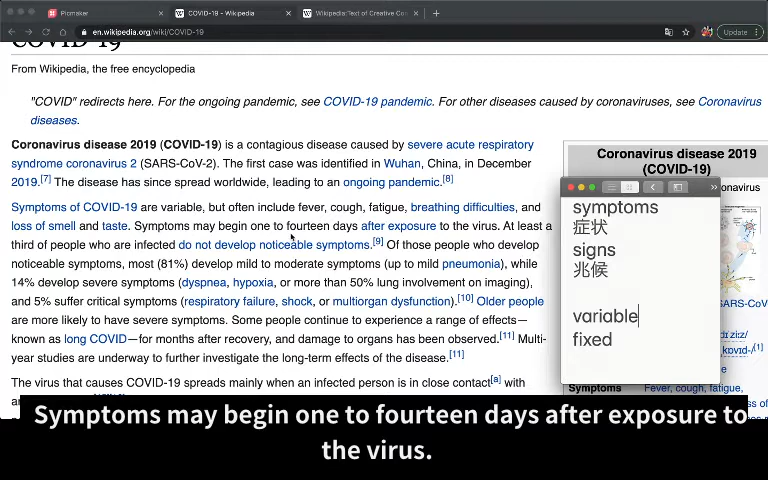 Picmaker
COVID-19 - Wikipedia
Wikipedia:Text of Creative Con
en.wikipedia.org/wiki/COVID-19
Update
COVID-19
From Wikipedia, the free encyclopedia
"COVID" redirects here. For the ongoing pandemic, see COVID-19 pandemic. For other diseases caused by coronaviruses, see Coronavirus
diseases.
Coronavirus disease 2019 (COVID-19) is a contagious disease caused by severe acute respiratory
syndrome coronavirus 2 (SARS-CoV-2). The first case was identified in Wuhan, China, in December
2019.[7] The disease has since spread worldwide, leading to an ongoing pandemic.[8]
Symptoms of COVID-19 are variable, but often include fever, cough, fatigue, breathing difficulties, and
loss of smell and taste. Symptoms may begin one to fourteen days after exposure to the virus. At least a
third of people who are infected do not develop noticeable symptoms.[9] Of those people who develop
noticeable symptoms, most (81%) develop mild to moderate symptoms (up to mild pneumonia), while
14% develop severe symptoms (dyspnea, hypoxia, or more than 50% lung involvement on imaging),
and 5% suffer critical symptoms (respiratory failure, shock, or multiorgan dysfunction).[10] Older people
are more likely to have severe symptoms. Some people continue to experience a range of effects—
known as long COVID—for months after recovery, and damage to organs has been observed.[11] Multi-
year studies are underway to further investigate the long-term effects of the disease.[11]
The virus that causes COVID-19 spreads mainly when an infected person is in close contact[a] with
Coronavirus disease 2019
(COVID-19)
onavirus
symptoms
症状
signs
兆候
variable
fixed
SARS-CoV
Symptoms
Fever, cough, fatigue,
Symptoms may begin one to fourteen days after exposure to
the virus.